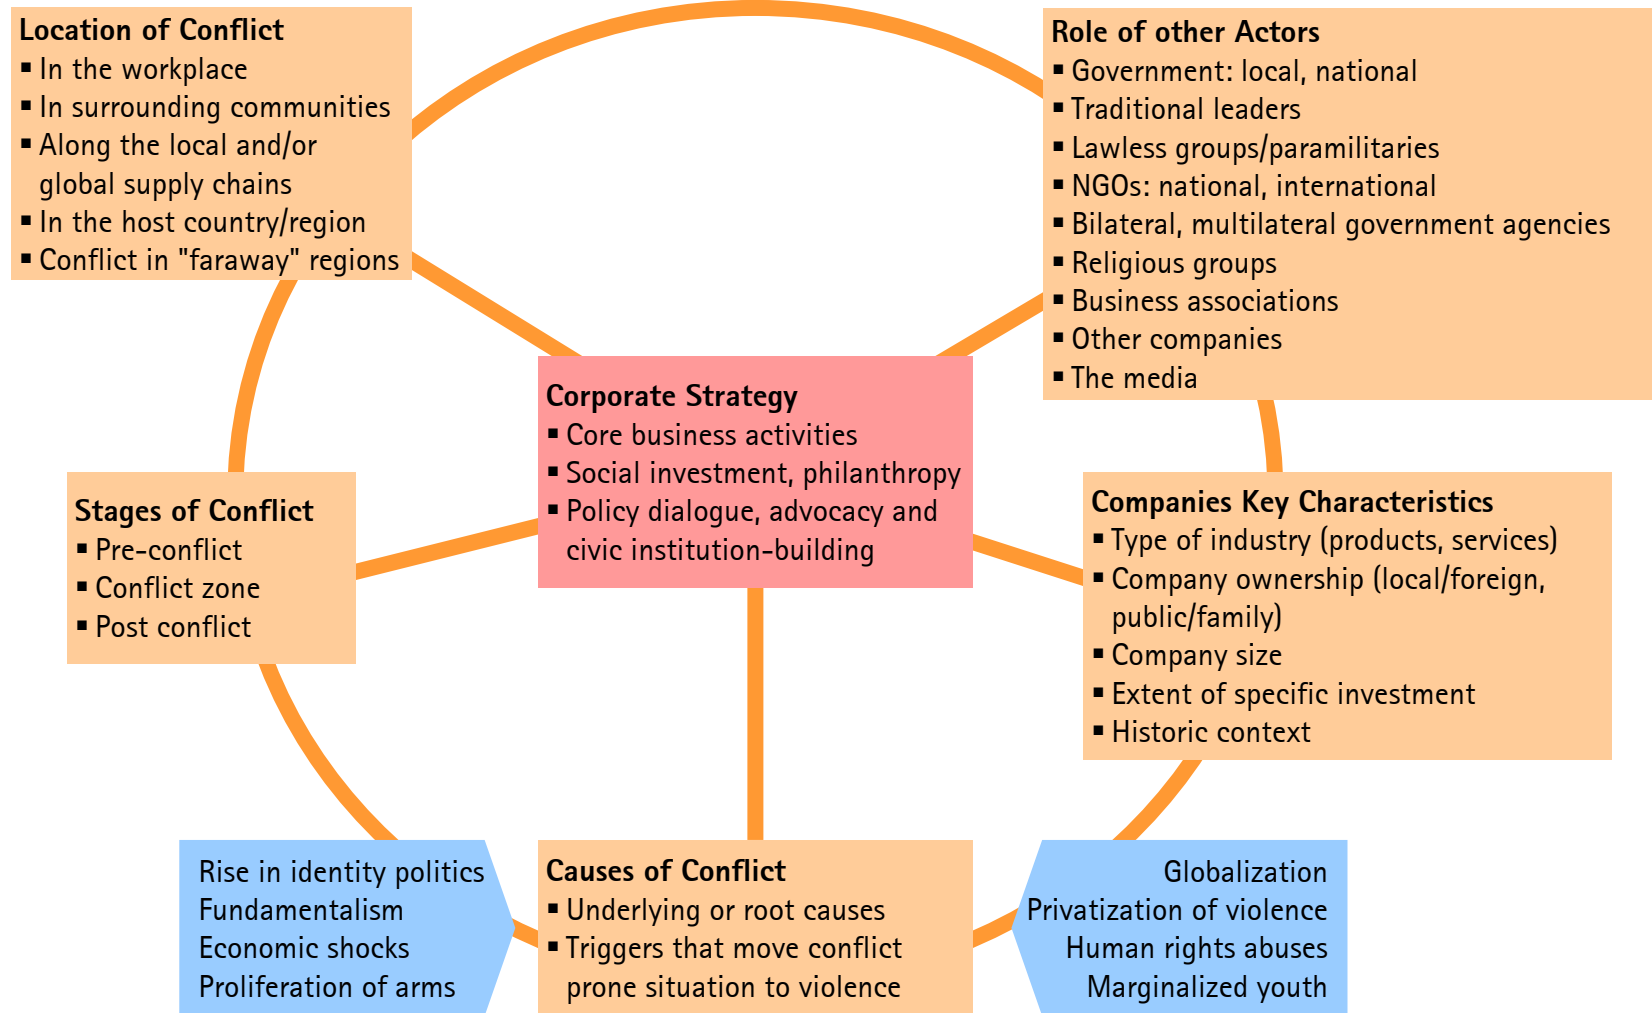 Location of Conflict
▪ In the workplace
▪ In surrounding communities
▪ Along the local and/or
global supply chains
▪ In the host country/region
▪ Conflict in "faraway" regions
Role of other Actors
▪ Government: local, national
▪ Traditional leaders
▪ Lawless groups/paramilitaries
▪ NGOs: national, international
▪ Bilateral, multilateral government agencies
▪ Religious groups
▪ Business associations
▪ Other companies
▪ The media
Corporate Strategy
▪ Core business activities
▪ Social investment, philanthropy
▪ Policy dialogue, advocacy and
civic institution-building
Stages of Conflict
▪ Pre-conflict
▪ Conflict zone
▪ Post conflict
Companies Key Characteristics
▪ Type of industry (products, services)
▪ Company ownership (local/foreign,
public/family)
▪ Company size
▪ Extent of specific investment
▪ Historic context
Rise in identity politics
Fundamentalism
Economic shocks
Proliferation of arms
Causes of Conflict
▪ Underlying or root causes
▪ Triggers that move conflict
prone situation to violence
Globalization
Privatization of violence
Human rights abuses
Marginalized youth